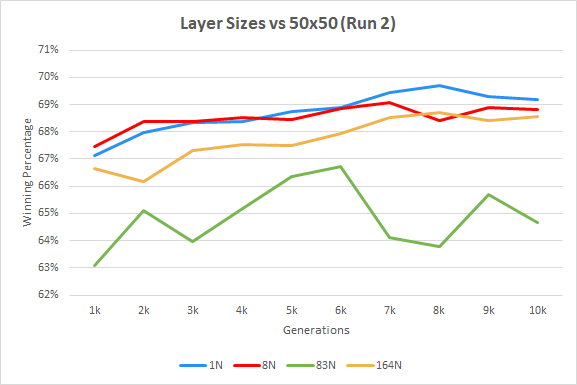 Layer Sizes vs 50x50 (Run 2)
71%
70%
69%
68%
67%
66%
65%
64%
63%
62%
Winning Percentage
1k 2k 3k 4k 5k 6k 7k 8k 9k 10k
Generations
1N 8N 83N 164N